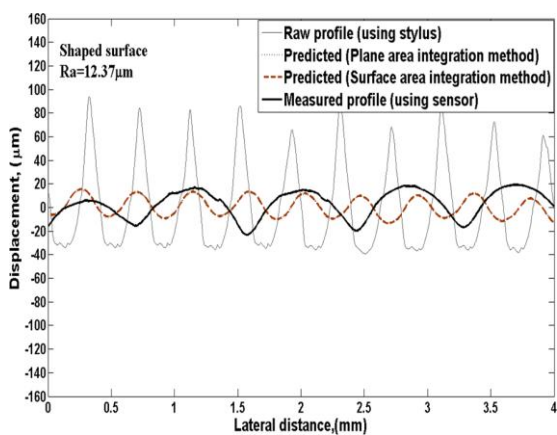 160
140
120
100
80
60
40
20
0
-20
-40
-60
-80
-100
-120
-140
-160
Displacement, (μm)
Shaped surface
Ra=12.37μm
Raw profile (using stylus)
Predicted (Plane area integration method)
Predicted (Surface area integration method)
Measured profile (using sensor)
0 0.5 1 1.5 2 2.5 3 3.5 4
Lateral distance,(mm)